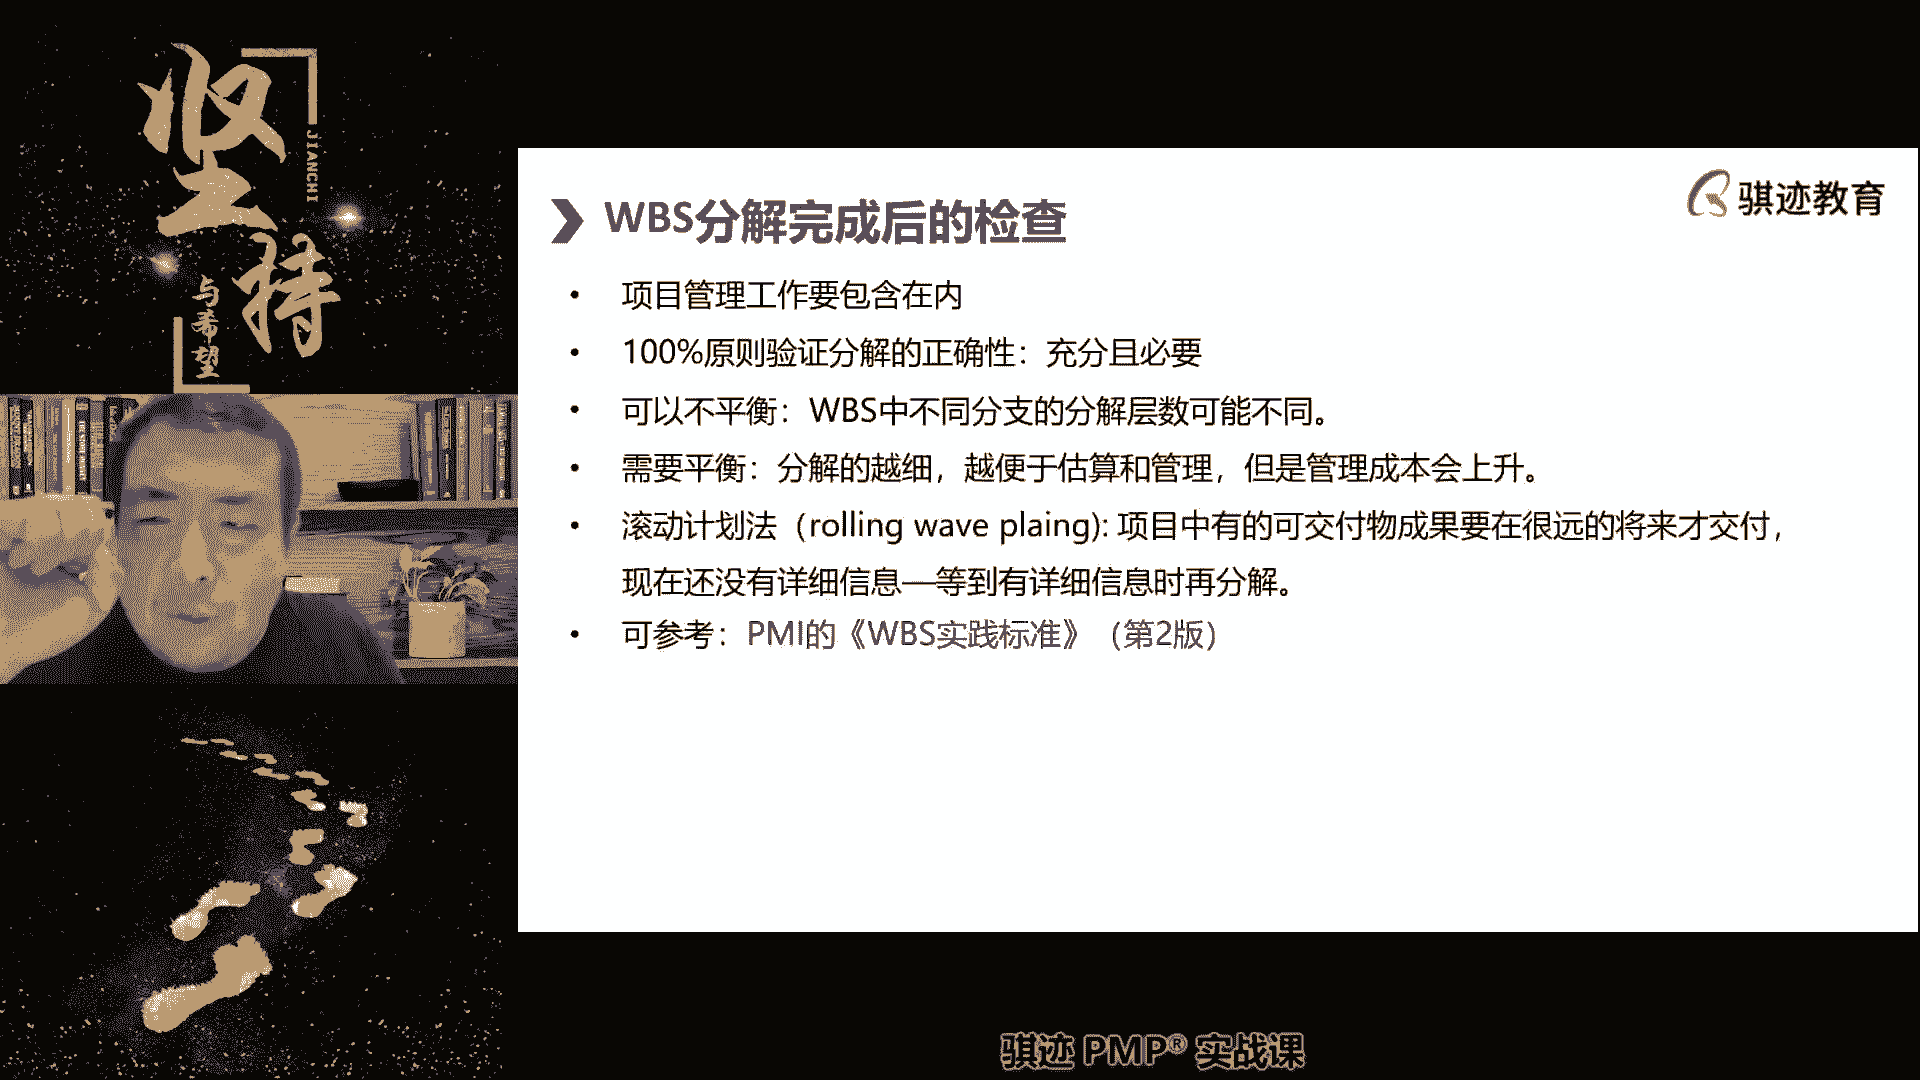 坚持
JIANCHI
与希望
骐迹教育
WBS分解完成后的检查
• 项目管理工作要包含在内
• 100%原则验证分解的正确性：充分且必要
• 可以不平衡：WBS中不同分支的分解层数可能不同。
• 需要平衡：分解的越细，越便于估算和管理，但是管理成本会上升。
• 滚动计划法（rolling wave plaing): 项目中有的可交付物成果要在很远的将来才交付，
现在还没有详细信息—等到有详细信息时再分解。
• 可参考：PMI的《WBS实践标准》（第2版）
骐迹 PMP® 实战课